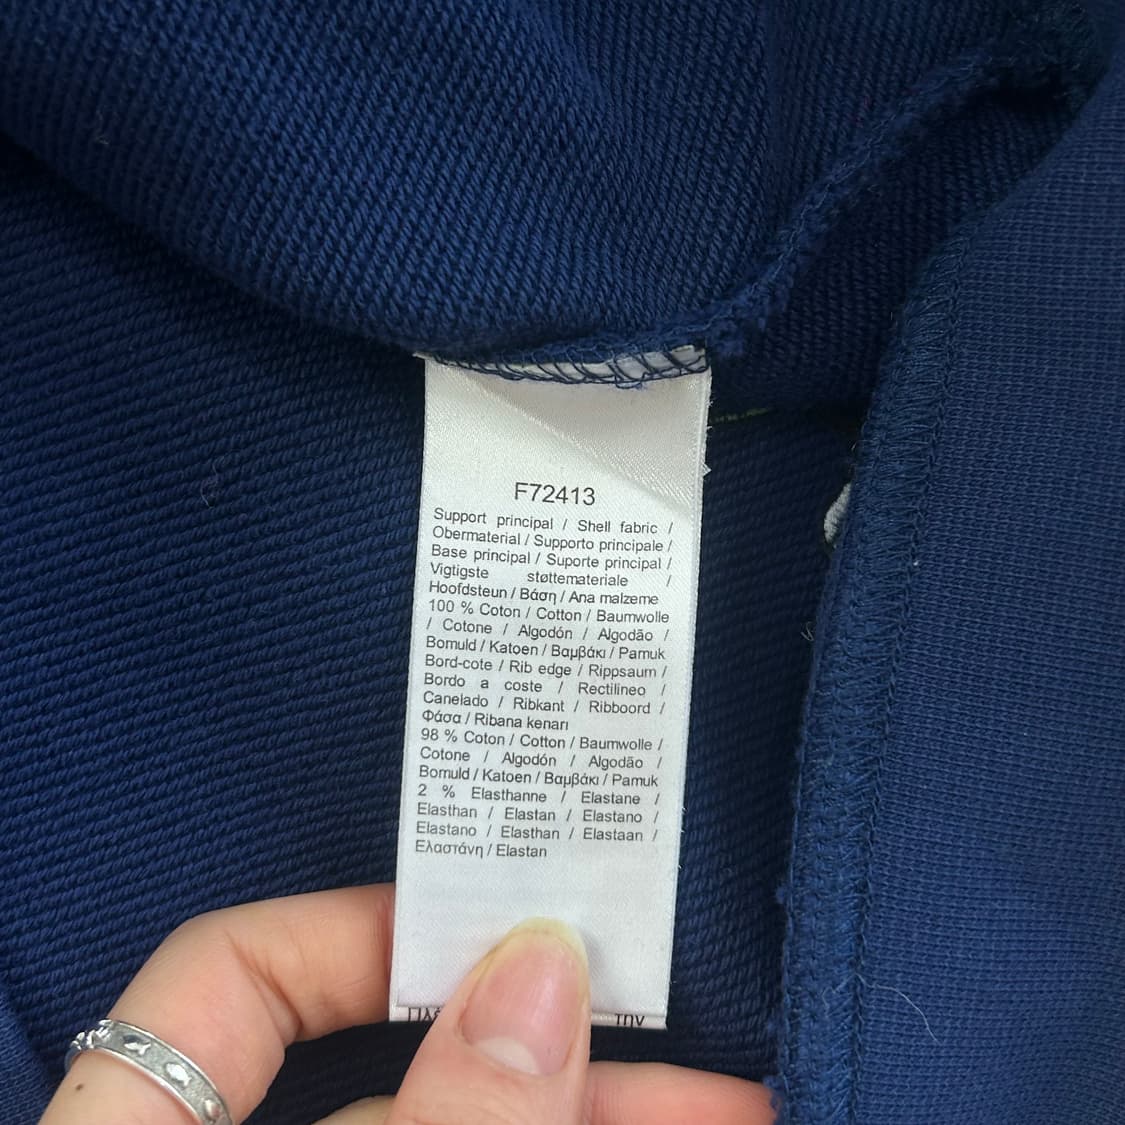 F72413
Support principal / Shell fabric /
Obermaterial / Supporto principale /
Base principal / Suporte principal /
Vigtigste støttemateriale /
Hoofdsteun / Βάση / Ana malzeme
100 % Coton / Cotton / Baumwolle
/ Cotone / Algodón / Algodão /
Bomuld / Katoen / Βαμβάκι / Pamuk
Bord-cote / Rib edge / Rippsaum /
Bordo a coste / Rectilineo /
Canelado / Ribkant / Ribboord /
Φάσα / Ribana kenarı
98 % Coton / Cotton / Baumwolle /
Cotone / Algodón / Algodão /
Bomuld / Katoen / Βαμβάκι / Pamuk
2 % Elasthanne / Elastane /
Elasthan / Elastan / Elastano /
Elastano / Elasthan / Elastaan /
Ελαστάνη / Elastan
την